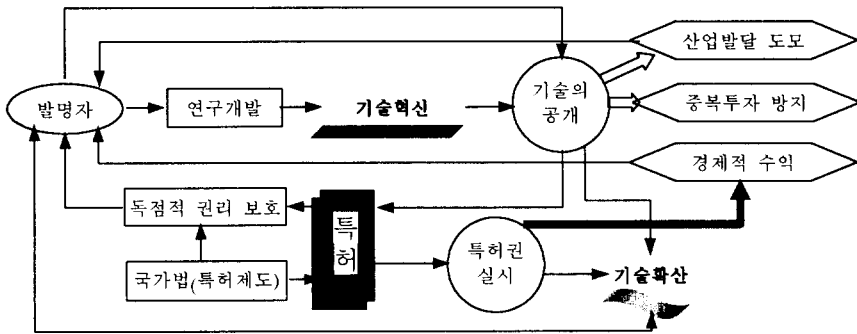 산업발달 도모
발명자
연구개발
기술혁신
기술의
공개
중복투자 방지
경제적 수익
독점적 권리 보호
특
허
특허권
실시
국가법(특허제도)
기술확산